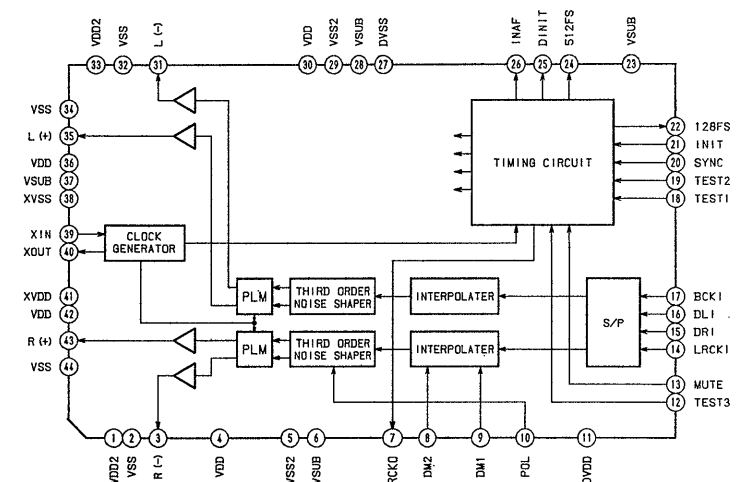 VDD2
VSS
L (-)
VDD
VSS2
VSUB
DVSS
INAF
DINIT
512FS
VSUB
33
32
31
30
29
28
27
26
25
24
23
VSS
34
L (+)
35
VDD
36
VSUB
37
XVSS
38
XIN
39
XOUT
40
XVDD
41
VDD
42
R (+)
43
VSS
44
TIMING CIRCUIT
22
128FS
21
INIT
20
SYNC
19
TEST2
18
TEST1
CLOCK
GENERATOR
PLM
THIRD ORDER
NOISE SHAPER
INTERPOLATER
S/P
PLM
THIRD ORDER
NOISE SHAPER
INTERPOLATER
17
BCKI
16
DLI
15
DRI
14
LRCKI
13
MUTE
12
TEST3
1
2
3
4
5
6
7
8
9
10
11
VDD2
VSS
R (-)
VDD
VSS2
VSUB
RCKO
DM2
DM1
POL
DVDD